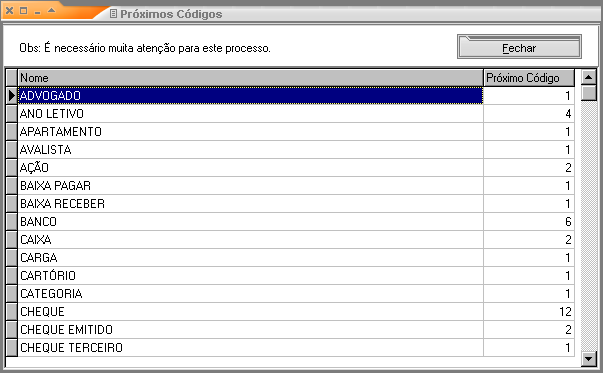 Próximos Códigos
Obs: É necessário muita atenção para este processo.
Fechar
Nome Próximo Código
ADVOGADO 1
ANO LETIVO 4
APARTAMENTO 1
AVALISTA 1
AÇÃO 2
BAIXA PAGAR 1
BAIXA RECEBER 1
BANCO 6
CAIXA 2
CARGA 1
CARTÓRIO 1
CATEGORIA 1
CHEQUE 12
CHEQUE EMITIDO 2
CHEQUE TERCEIRO 1